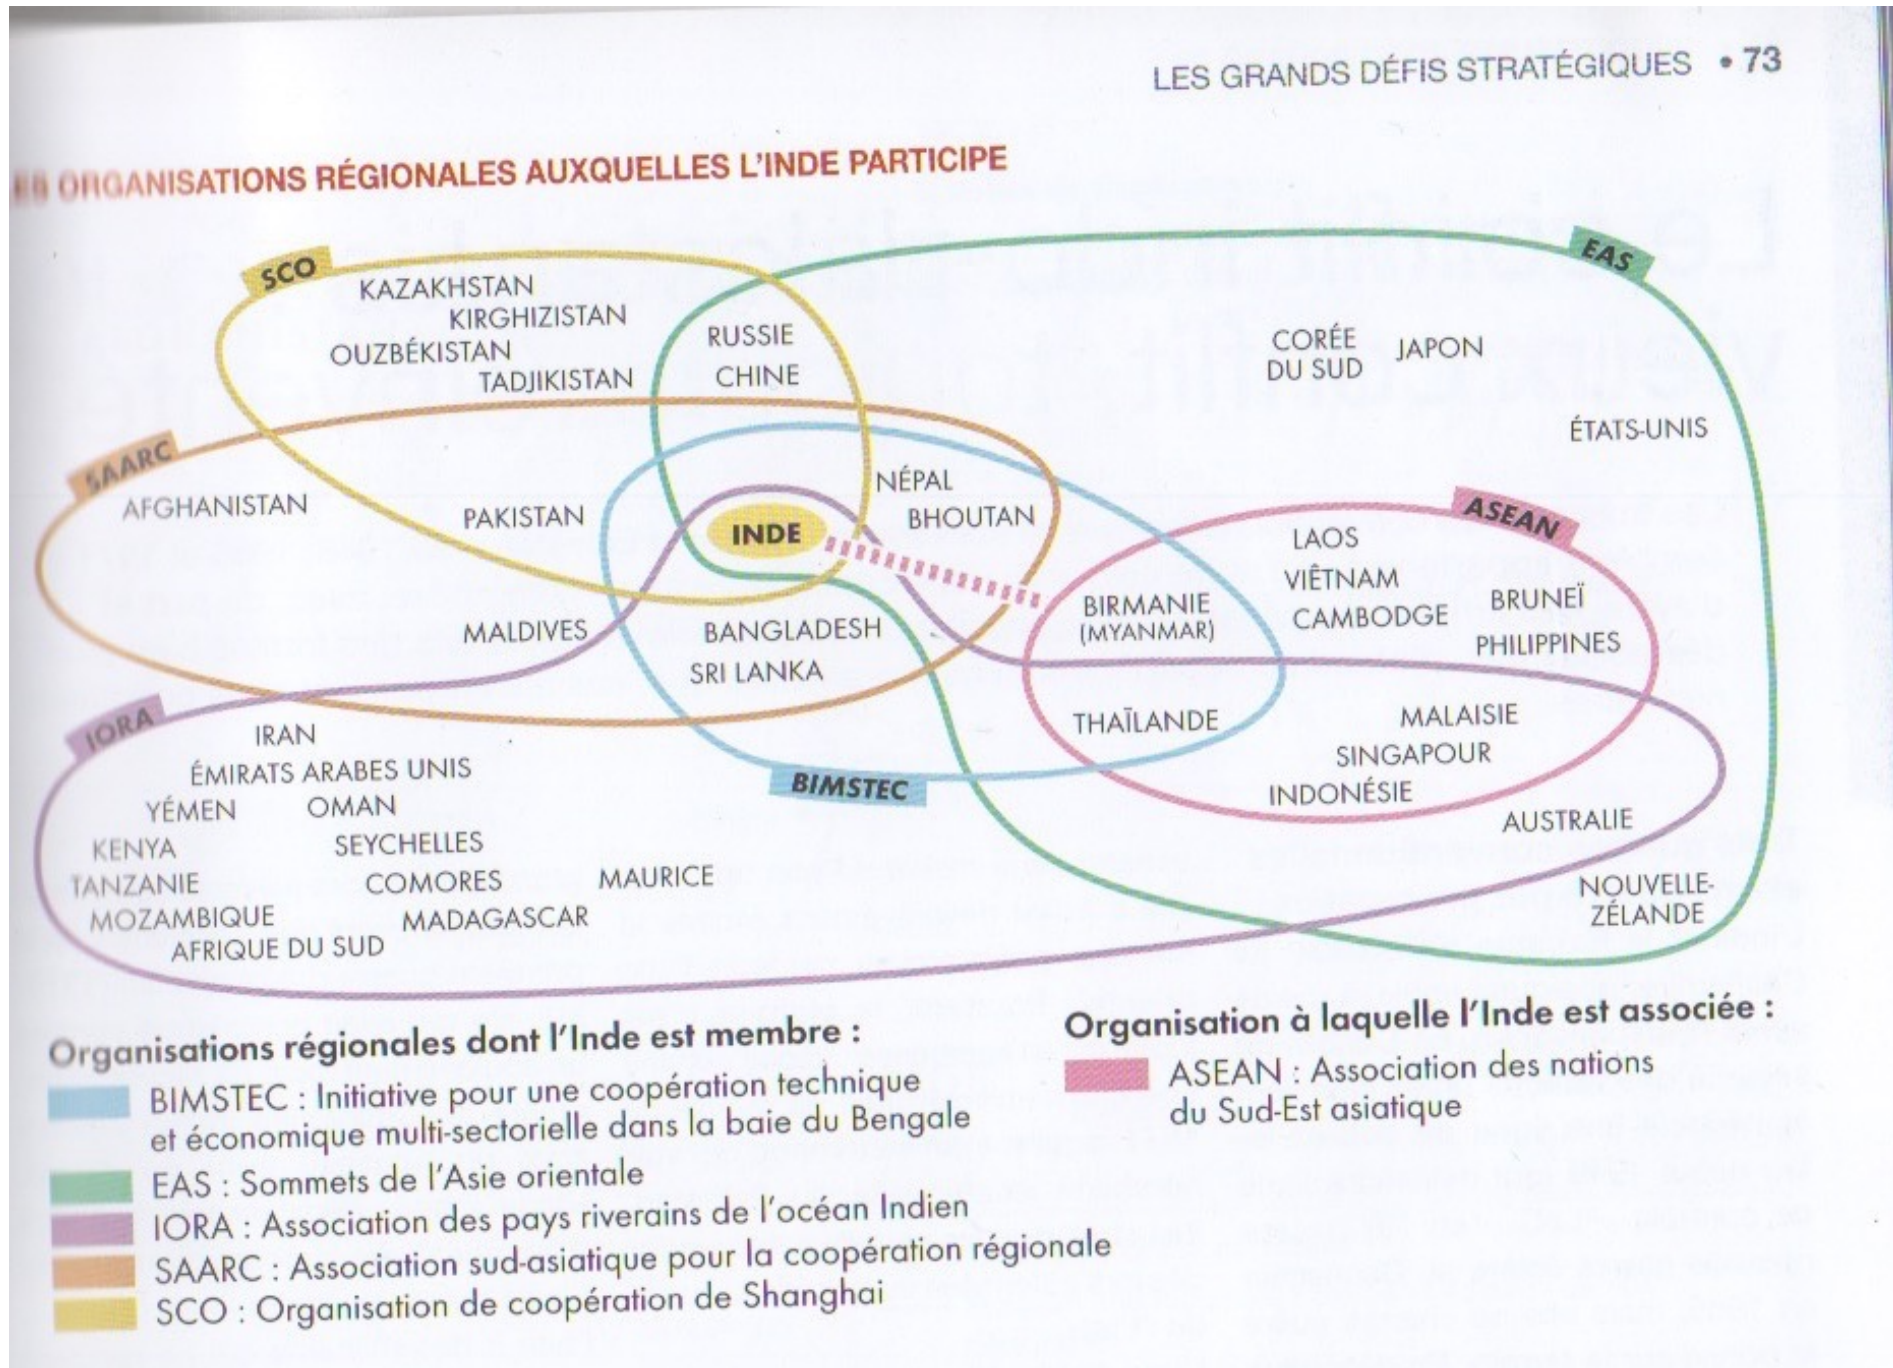 LES GRANDS DÉFIS STRATÉGIQUES • 73
ORGANISATIONS RÉGIONALES AUXQUELLES L'INDE PARTICIPE
SCO
EAS
KAZAKHSTAN
KIRGHIZISTAN
OUZBÉKISTAN
TADJIKISTAN
RUSSIE
CHINE
CORÉE
DU SUD
JAPON
ÉTATS-UNIS
SAARC
AFGHANISTAN
PAKISTAN
INDE
NÉPAL
BHOUTAN
ASEAN
LAOS
VIÊTNAM
CAMBODGE
BRUNEÏ
PHILIPPINES
BIRMANIE
(MYANMAR)
MALDIVES
BANGLADESH
SRI LANKA
THAÏLANDE
MALAISIE
SINGAPOUR
INDONÉSIE
IORA
IRAN
ÉMIRATS ARABES UNIS
YÉMEN
OMAN
KENYA
SEYCHELLES
TANZANIE
COMORES
MAURICE
MOZAMBIQUE
MADAGASCAR
AFRIQUE DU SUD
BIMSTEC
AUSTRALIE
NOUVELLE-
ZÉLANDE
Organisations régionales dont l'Inde est membre :
BIMSTEC : Initiative pour une coopération technique
et économique multi-sectorielle dans la baie du Bengale
EAS : Sommets de l'Asie orientale
IORA : Association des pays riverains de l'océan Indien
SAARC : Association sud-asiatique pour la coopération régionale
SCO : Organisation de coopération de Shanghai
Organisation à laquelle l'Inde est associée :
ASEAN : Association des nations
du Sud-Est asiatique